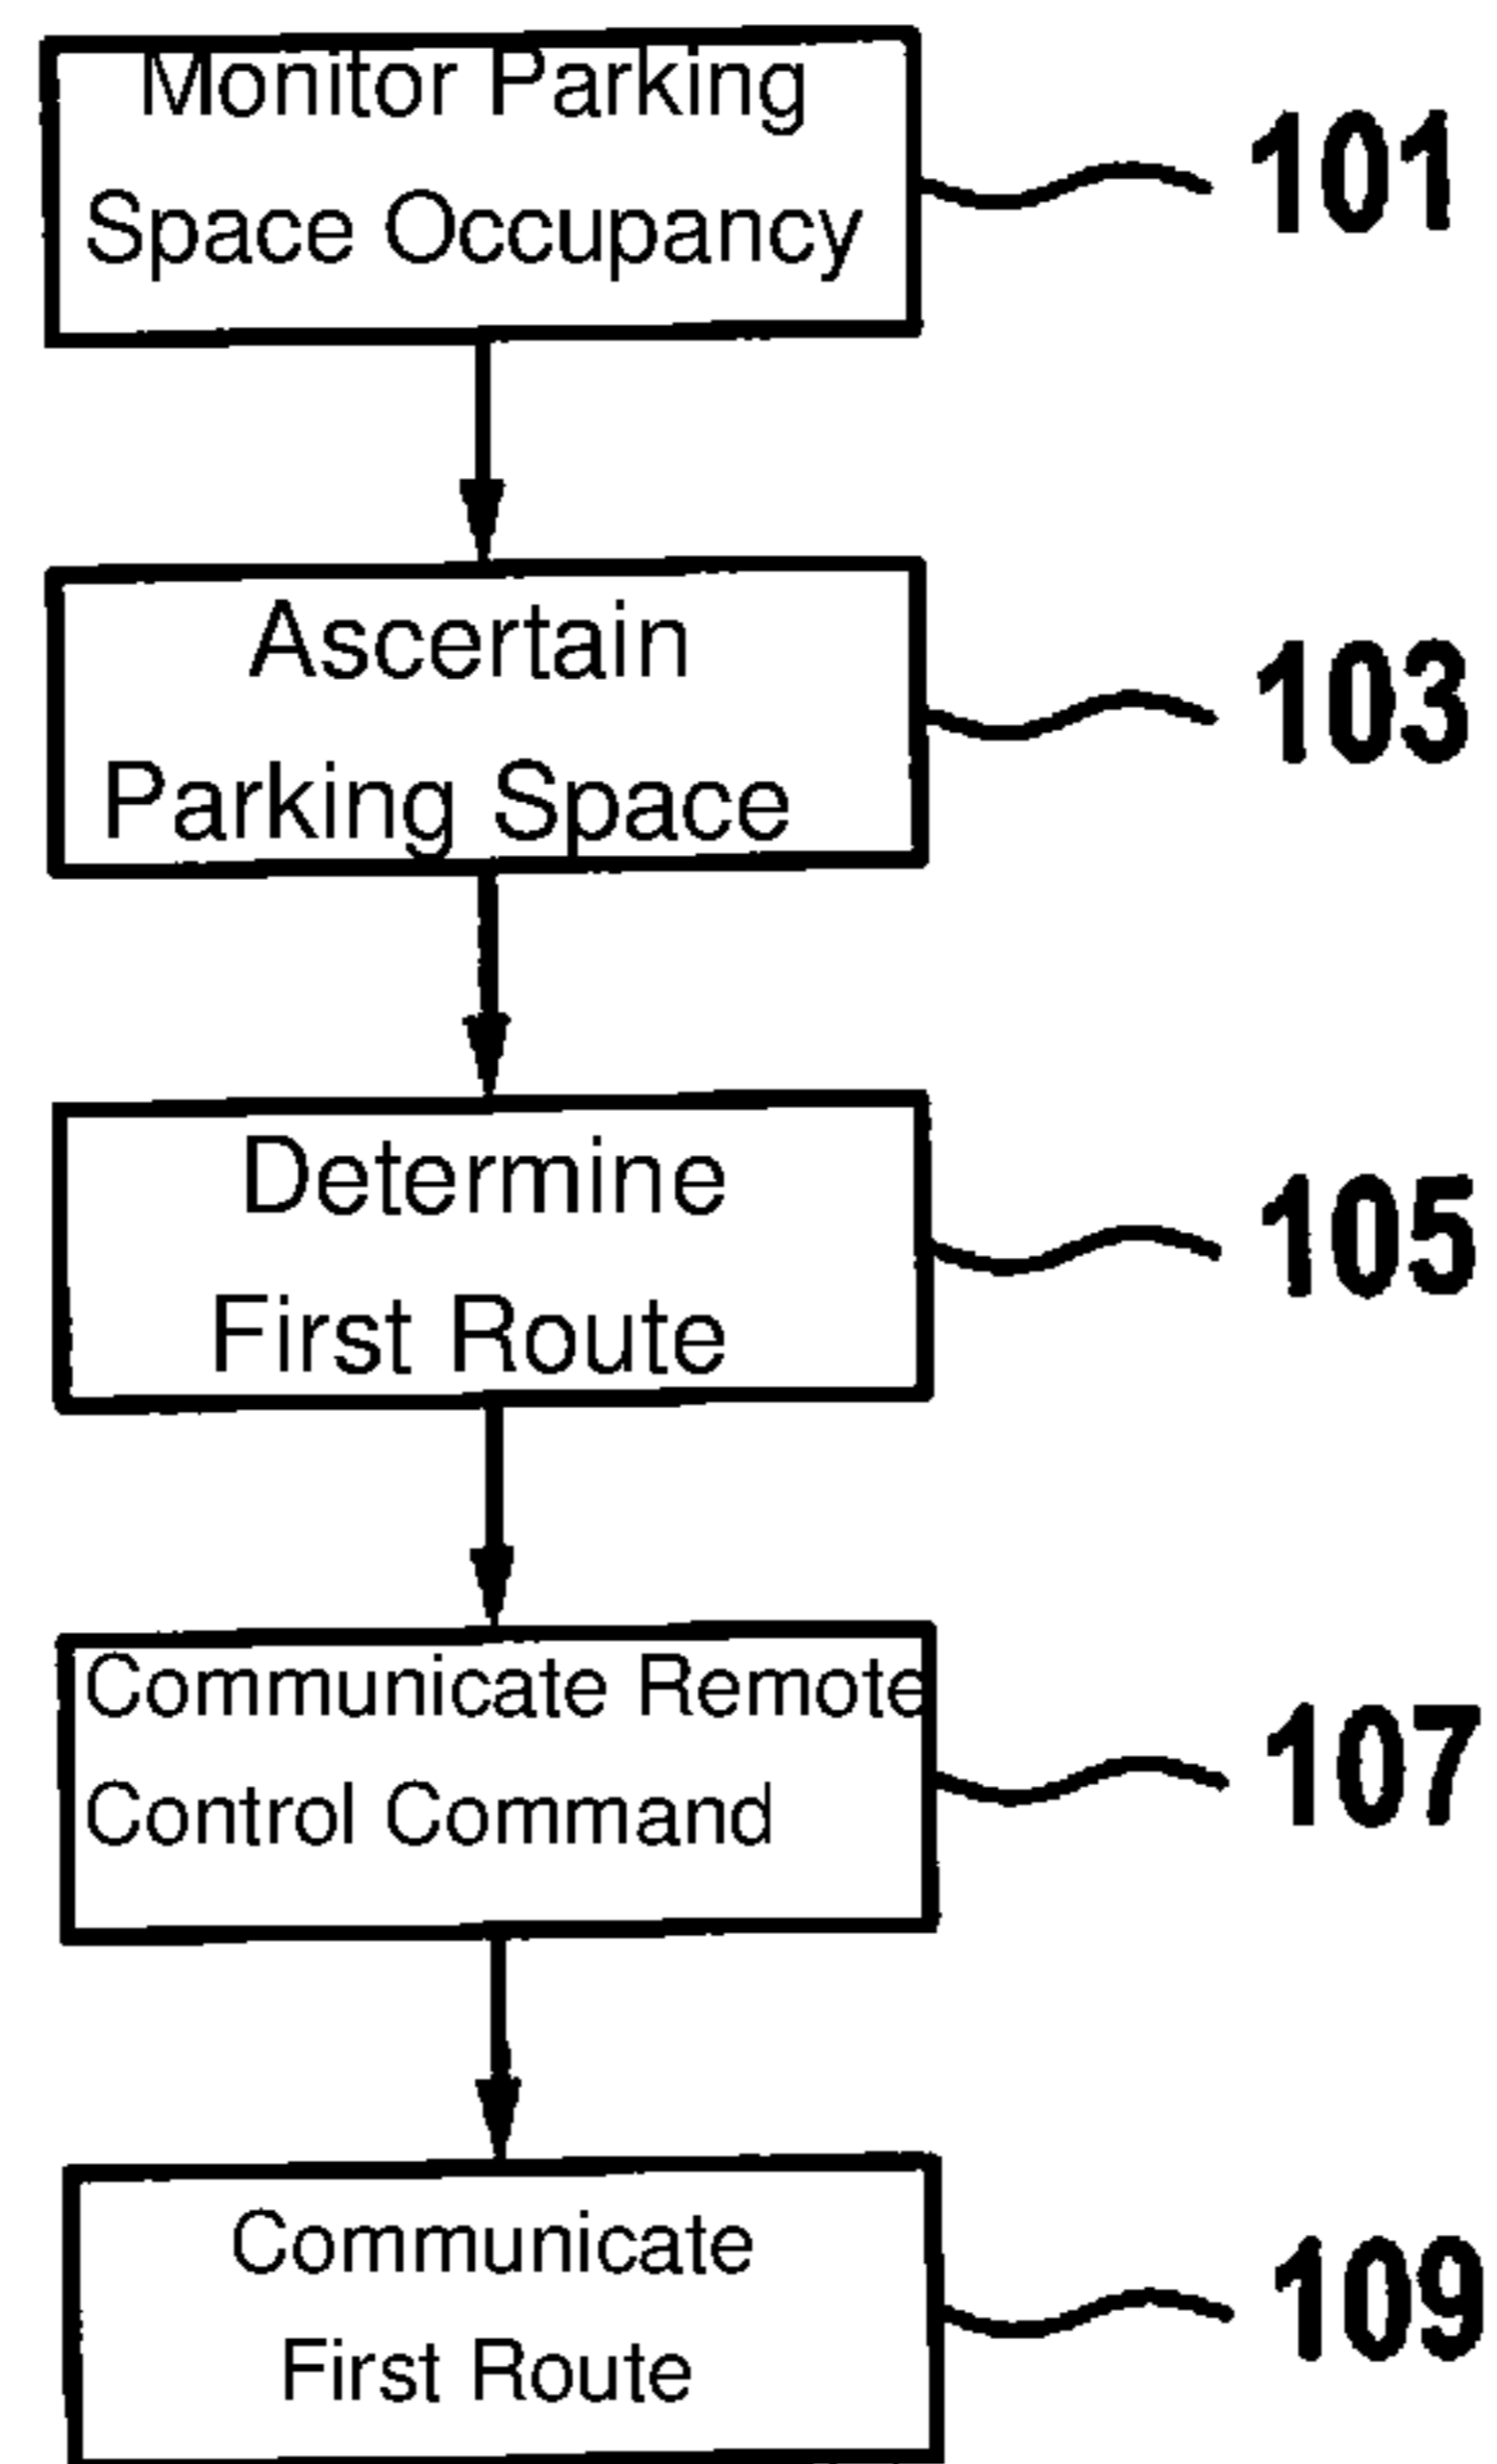 Monitor Parking
Space Occupancy
101
Ascertain
Parking Space
103
Determine
First Route
105
Communicate Remote
Control Command
107
Communicate
First Route
109